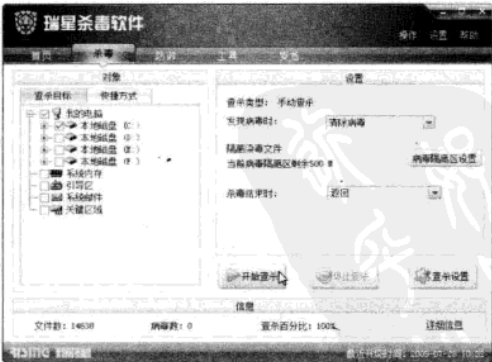 瑞星杀毒软件
操作 设置 帮助
首页 杀毒 防御 工具 安全
对象
设置
查杀目标 快捷方式
我的电脑
本地磁盘 (C:)
本地磁盘 (D:)
本地磁盘 (E:)
本地磁盘 (F:)
系统内存
引导区
系统邮件
关键区域
查杀类型: 手动查杀
发现病毒时: 清除病毒
隔离染毒文件
当前病毒隔离区剩余500 M
病毒隔离区设置
杀毒结束时: 返回
开始查杀
停止查杀
查杀设置
信息
文件数: 14638
病毒数: 0
查杀百分比: 100%
详细信息
RISING